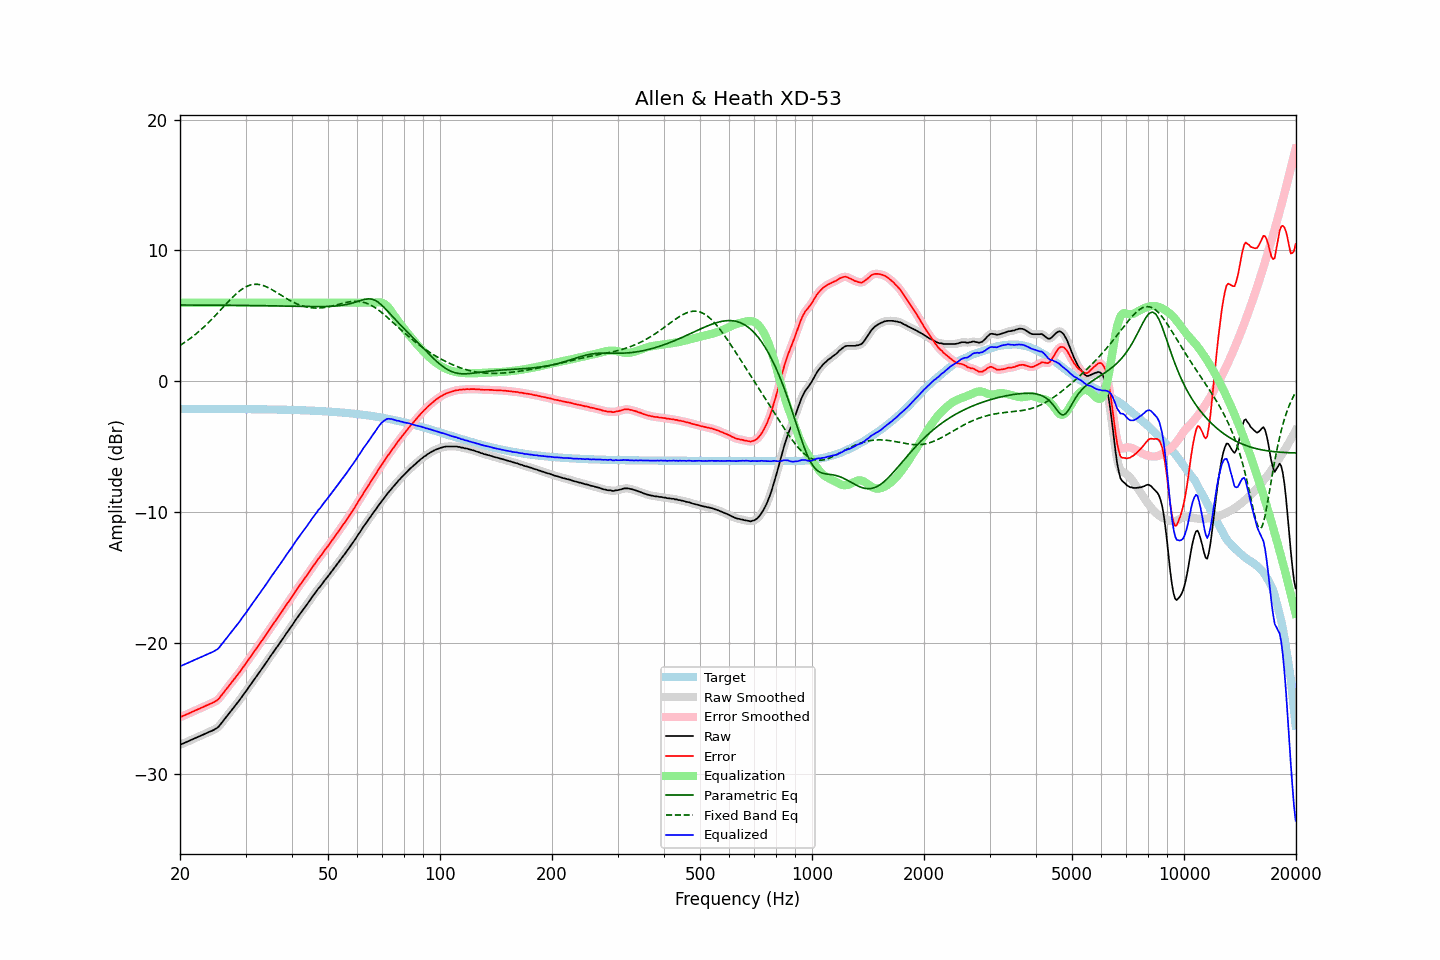 Allen & Heath XD-53
Amplitude (dBr)
20
10
0
−10
−20
−30
Target
Raw Smoothed
Error Smoothed
Raw
Error
Equalization
Parametric Eq
Fixed Band Eq
Equalized
20 50 100 200 500 1000 2000 5000 10000 20000
Frequency (Hz)